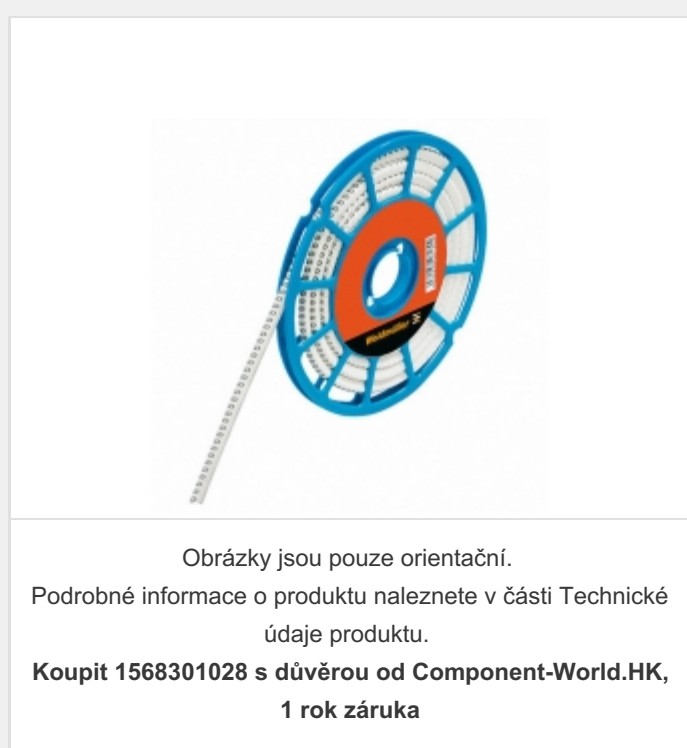 Weidmüller
Obrázky jsou pouze orientační.
Podrobné informace o produktu naleznete v části Technické
údaje produktu.
Koupit 1568301028 s důvěrou od Component-World.HK,
1 rok záruka